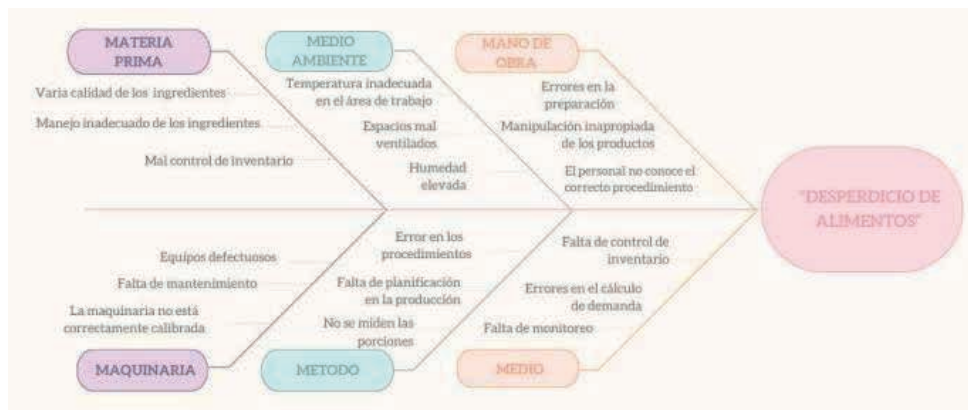 MATERIA
PRIMA
Varia calidad de los ingredientes
Manejo inadecuado de los ingredientes
Mal control de inventario
MEDIO
AMBIENTE
Temperatura inadecuada
en el área de trabajo
Espacios mal
ventilados
Humedad
elevada
MANO DE
OBRA
Errores en la
preparación
Manipulación inapropiada
de los productos
El personal no conoce el
correcto procedimiento
"DESPERDICIO DE
ALIMENTOS"
Equipos defectuosos
Falta de mantenimiento
La maquinaria no está
correctamente calibrada
MAQUINARIA
Error en los
procedimientos
Falta de planificación
en la producción
No se miden las
porciones
METODO
Falta de control de
inventario
Errores en el cálculo
de demanda
Falta de monitoreo
MEDIO